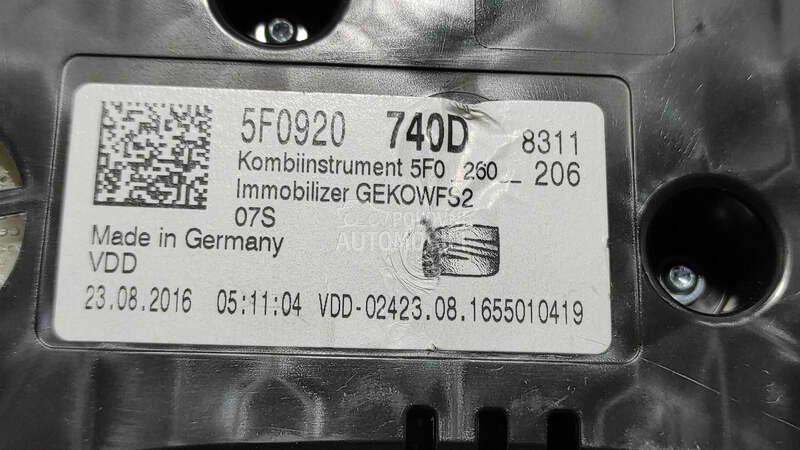 5F0920 740D 8311
Kombiinstrument 5F0 . 260 _ 206
Immobilizer GEKOWFS2
07S
Made in Germany
VDD
23.08.2016 05:11:04 VDD-02423.08.1655010419